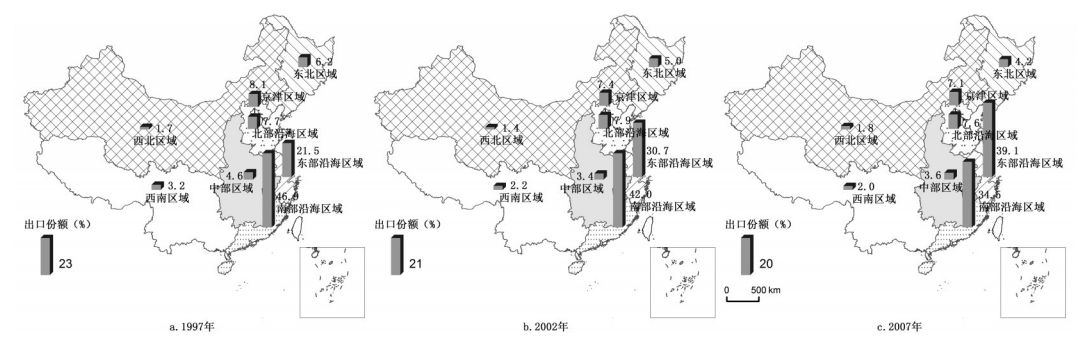 6.2
东北区域
8.1
京津区域
7.7
北部沿海区域
1.7
西北区域
21.5
东部沿海区域
4.6
中部区域
3.2
西南区域
46.9
南部沿海区域
出口份额（%）
23
a.1997年
5.0
东北区域
7.4
京津区域
7.9
北部沿海区域
1.4
西北区域
30.7
东部沿海区域
3.4
中部区域
2.2
西南区域
42.0
南部沿海区域
出口份额（%）
21
b.2002年
4.2
东北区域
7.1
京津区域
7.6
北部沿海区域
1.8
西北区域
39.1
东部沿海区域
3.6
中部区域
2.0
西南区域
34.5
南部沿海区域
出口份额（%）
20
0 500 km
c.2007年